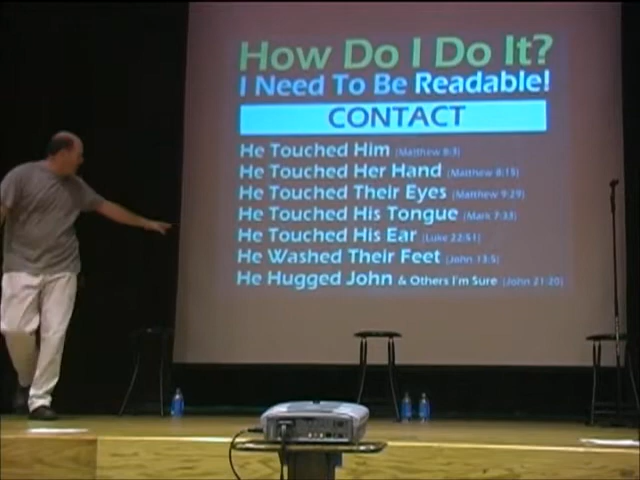 How Do I Do It?
I Need To Be Readable!
CONTACT
He Touched Him (Matthew 8:3)
He Touched Her Hand (Matthew 8:15)
He Touched Their Eyes (Matthew 9:29)
He Touched His Tongue (Mark 7:33)
He Touched His Ear (Luke 22:51)
He Washed Their Feet (John 13:5)
He Hugged John & Others I'm Sure (John 21:20)